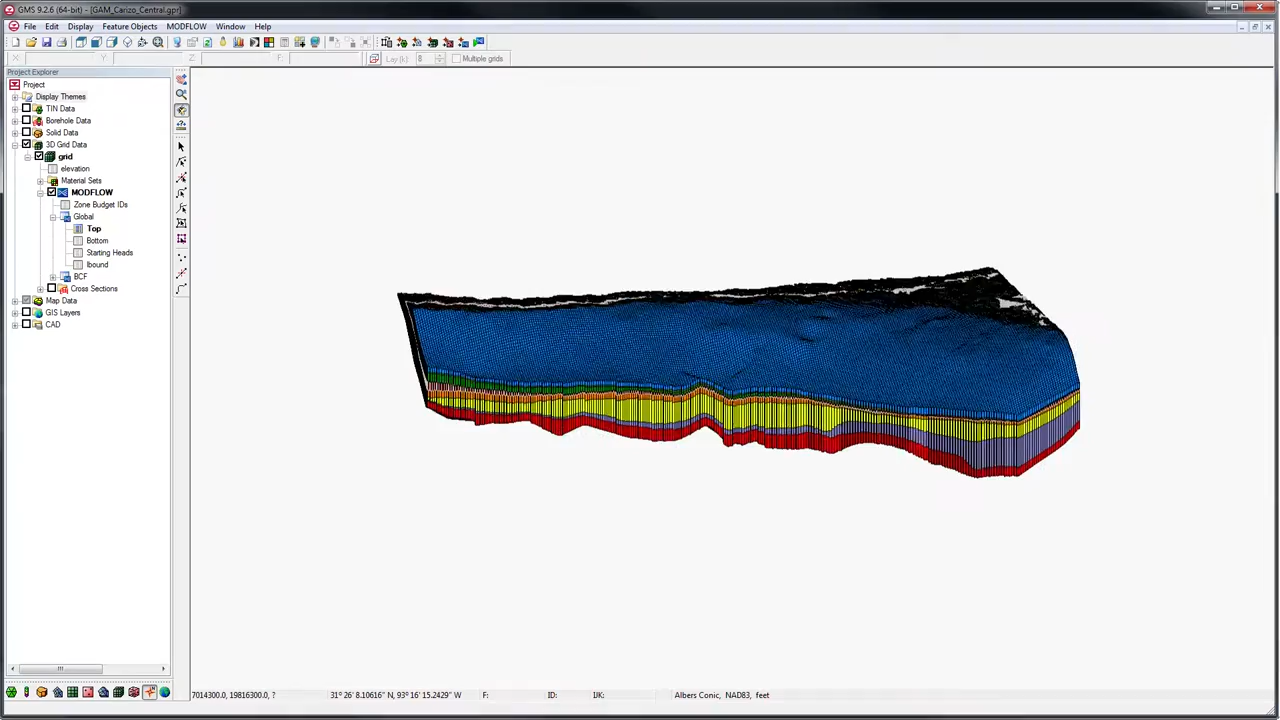 GMS 9.2.6 (64-bit) - [GAM_Carizo_Central.gpr]
File Edit Display Feature Objects MODFLOW Window Help
X: Y: Z: F: Lay (k) 8 Multiple grids
Project Explorer
Project
Display Themes
TIN Data
Borehole Data
Solid Data
3D Grid Data
grid
elevation
Material Sets
MODFLOW
Zone Budget IDs
Global
Top
Bottom
Starting Heads
Ibound
BCF
Cross Sections
Map Data
GIS Layers
CAD
7014300.0, 19816300.0, ? 31° 26' 8.10616" N, 93° 16' 15.2429" W F: ID: IJK: Albers Conic, NAD83, feet